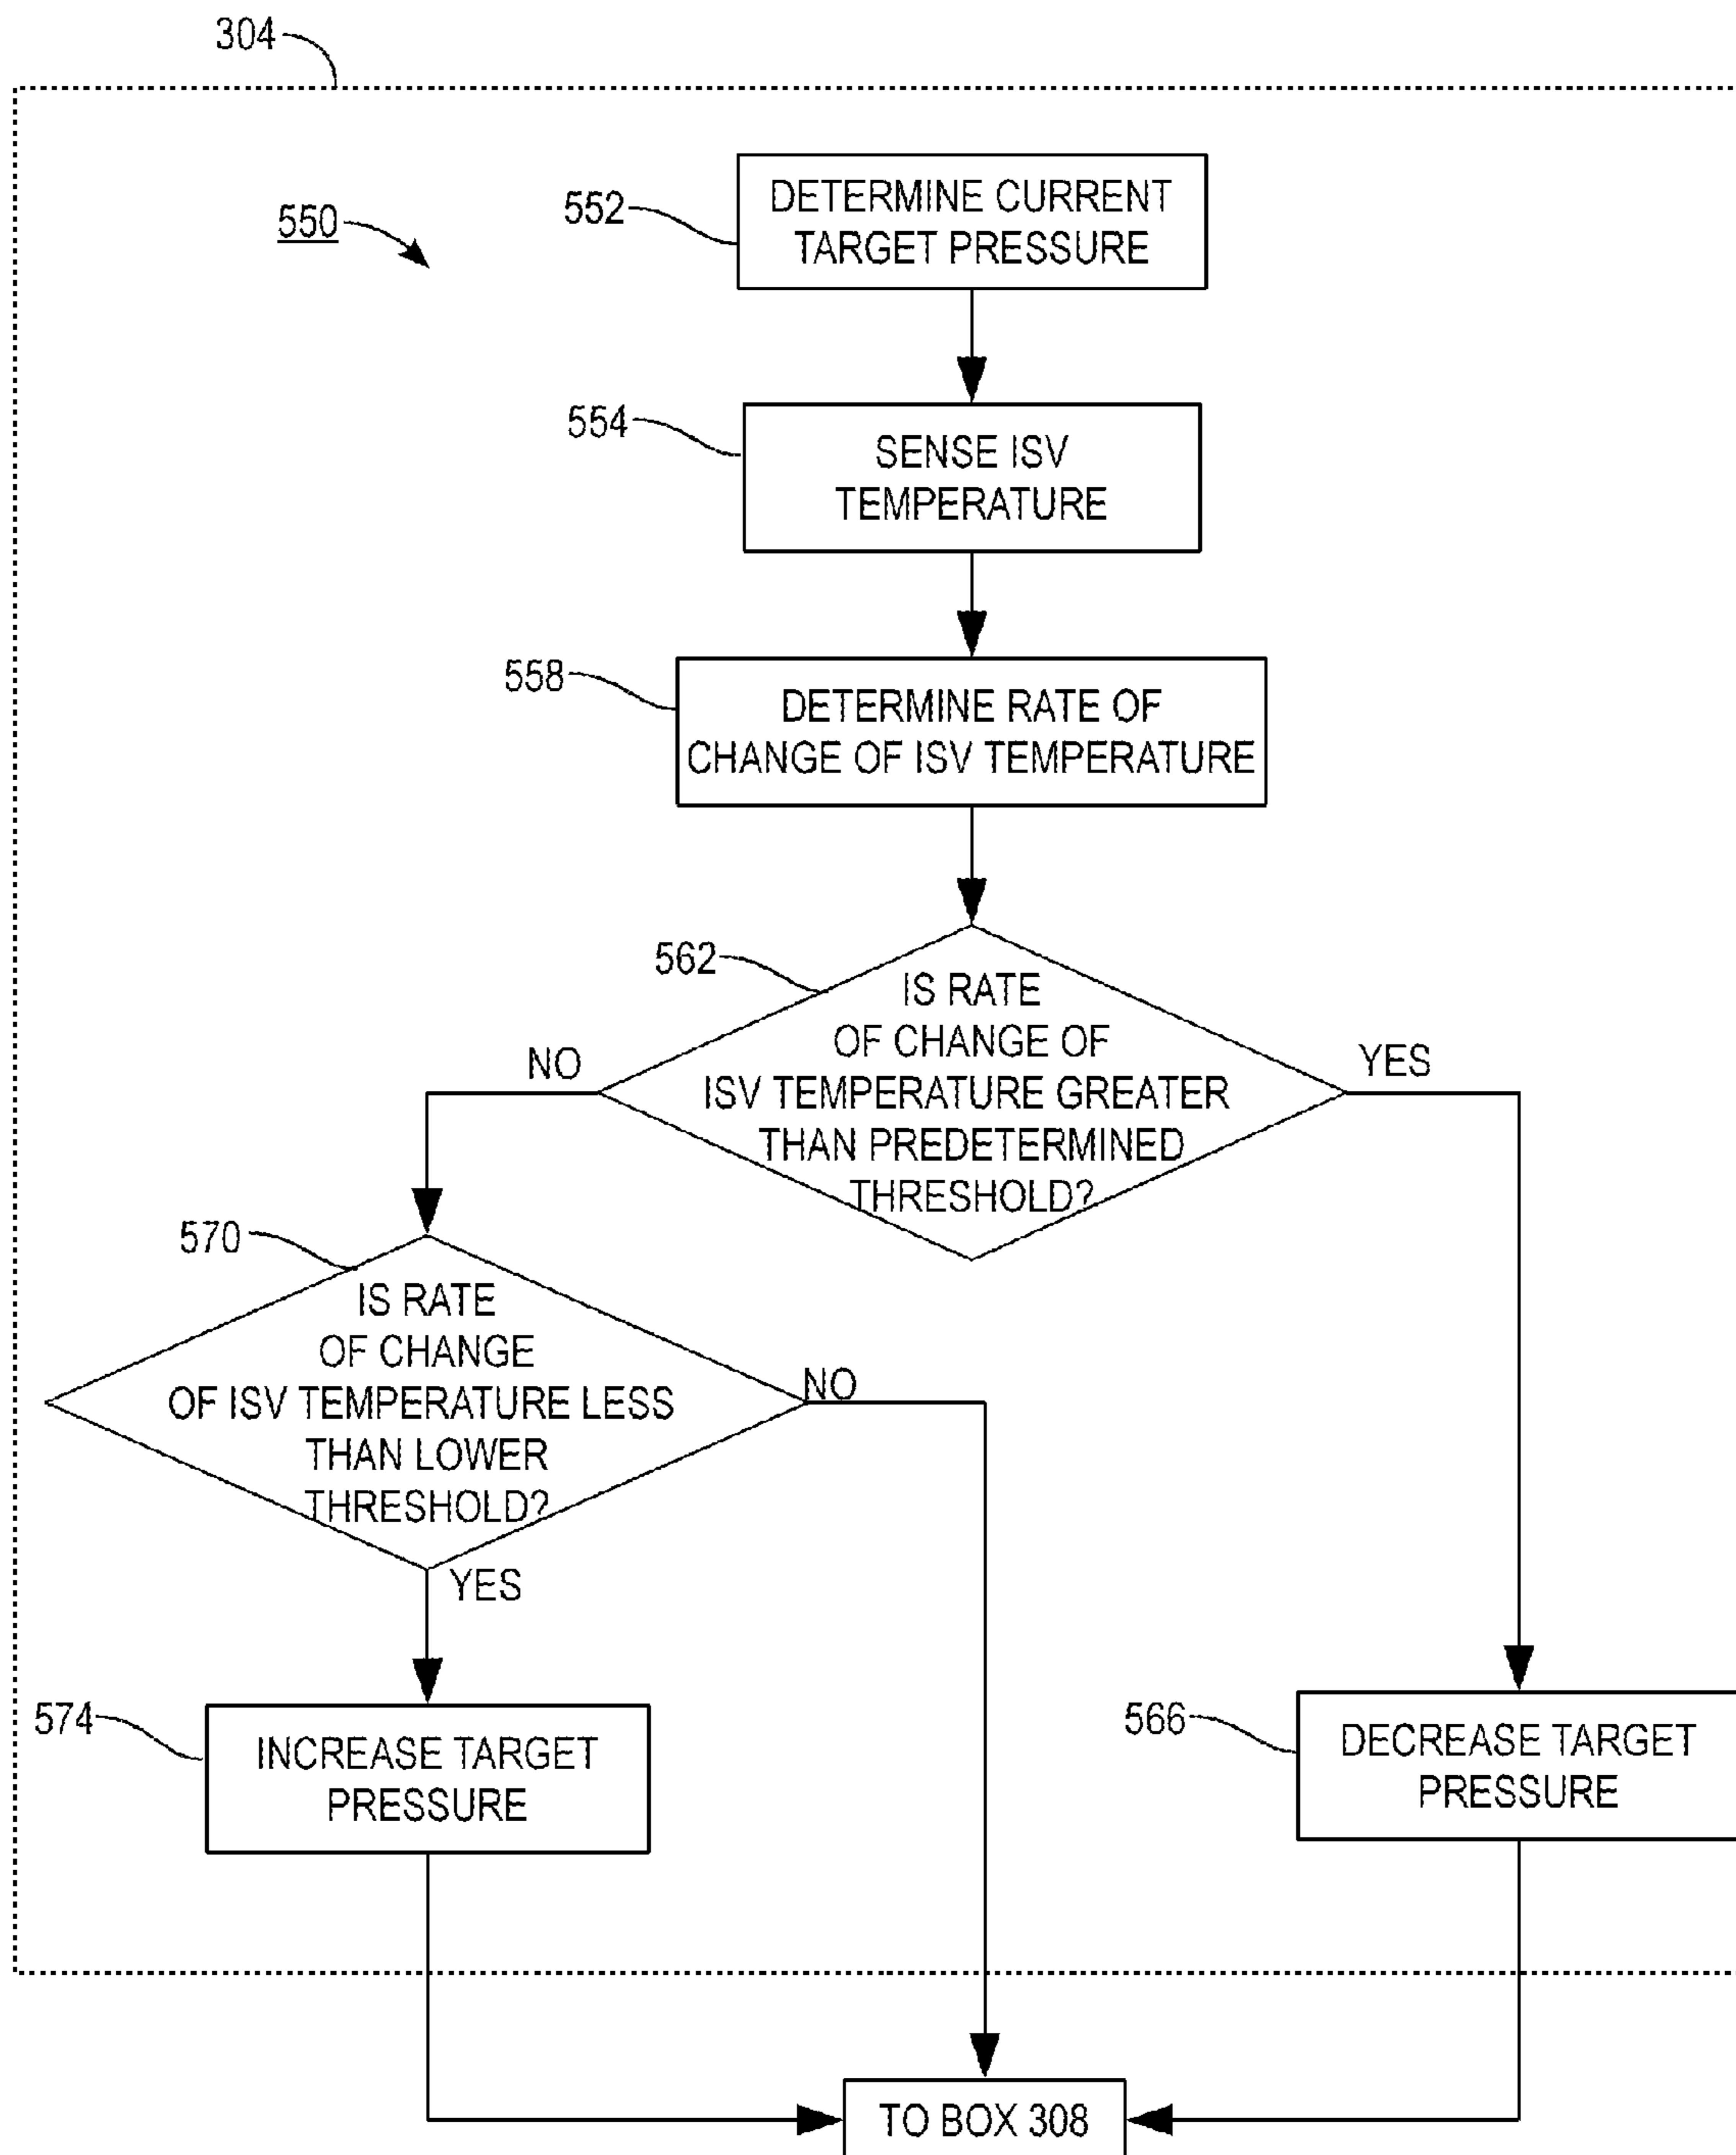 304
550
552
DETERMINE CURRENT
TARGET PRESSURE
554
SENSE ISV
TEMPERATURE
558
DETERMINE RATE OF
CHANGE OF ISV TEMPERATURE
562
IS RATE
OF CHANGE OF
ISV TEMPERATURE GREATER
THAN PREDETERMINED
THRESHOLD?
NO
YES
570
IS RATE
OF CHANGE
OF ISV TEMPERATURE LESS
THAN LOWER
THRESHOLD?
NO
YES
574
INCREASE TARGET
PRESSURE
566
DECREASE TARGET
PRESSURE
TO BOX 308